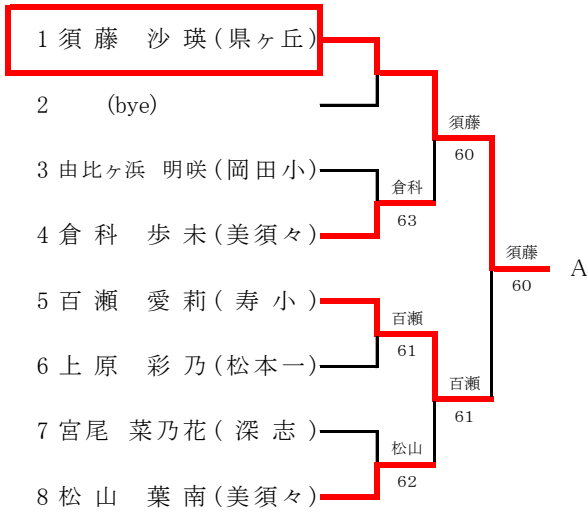 1 須 藤 沙 瑛 (県ヶ丘)
2 (bye)
3 由比ヶ浜 明咲 (岡田小)
4 倉 科 歩 未 (美須々)
5 百 瀬 愛 莉 ( 寿 小 )
6 上 原 彩 乃 (松本一)
7 宮尾 菜乃花 ( 深 志 )
8 松 山 葉 南 (美須々)
倉科
63
百瀬
61
松山
62
須藤
60
百瀬
61
須藤
60
A